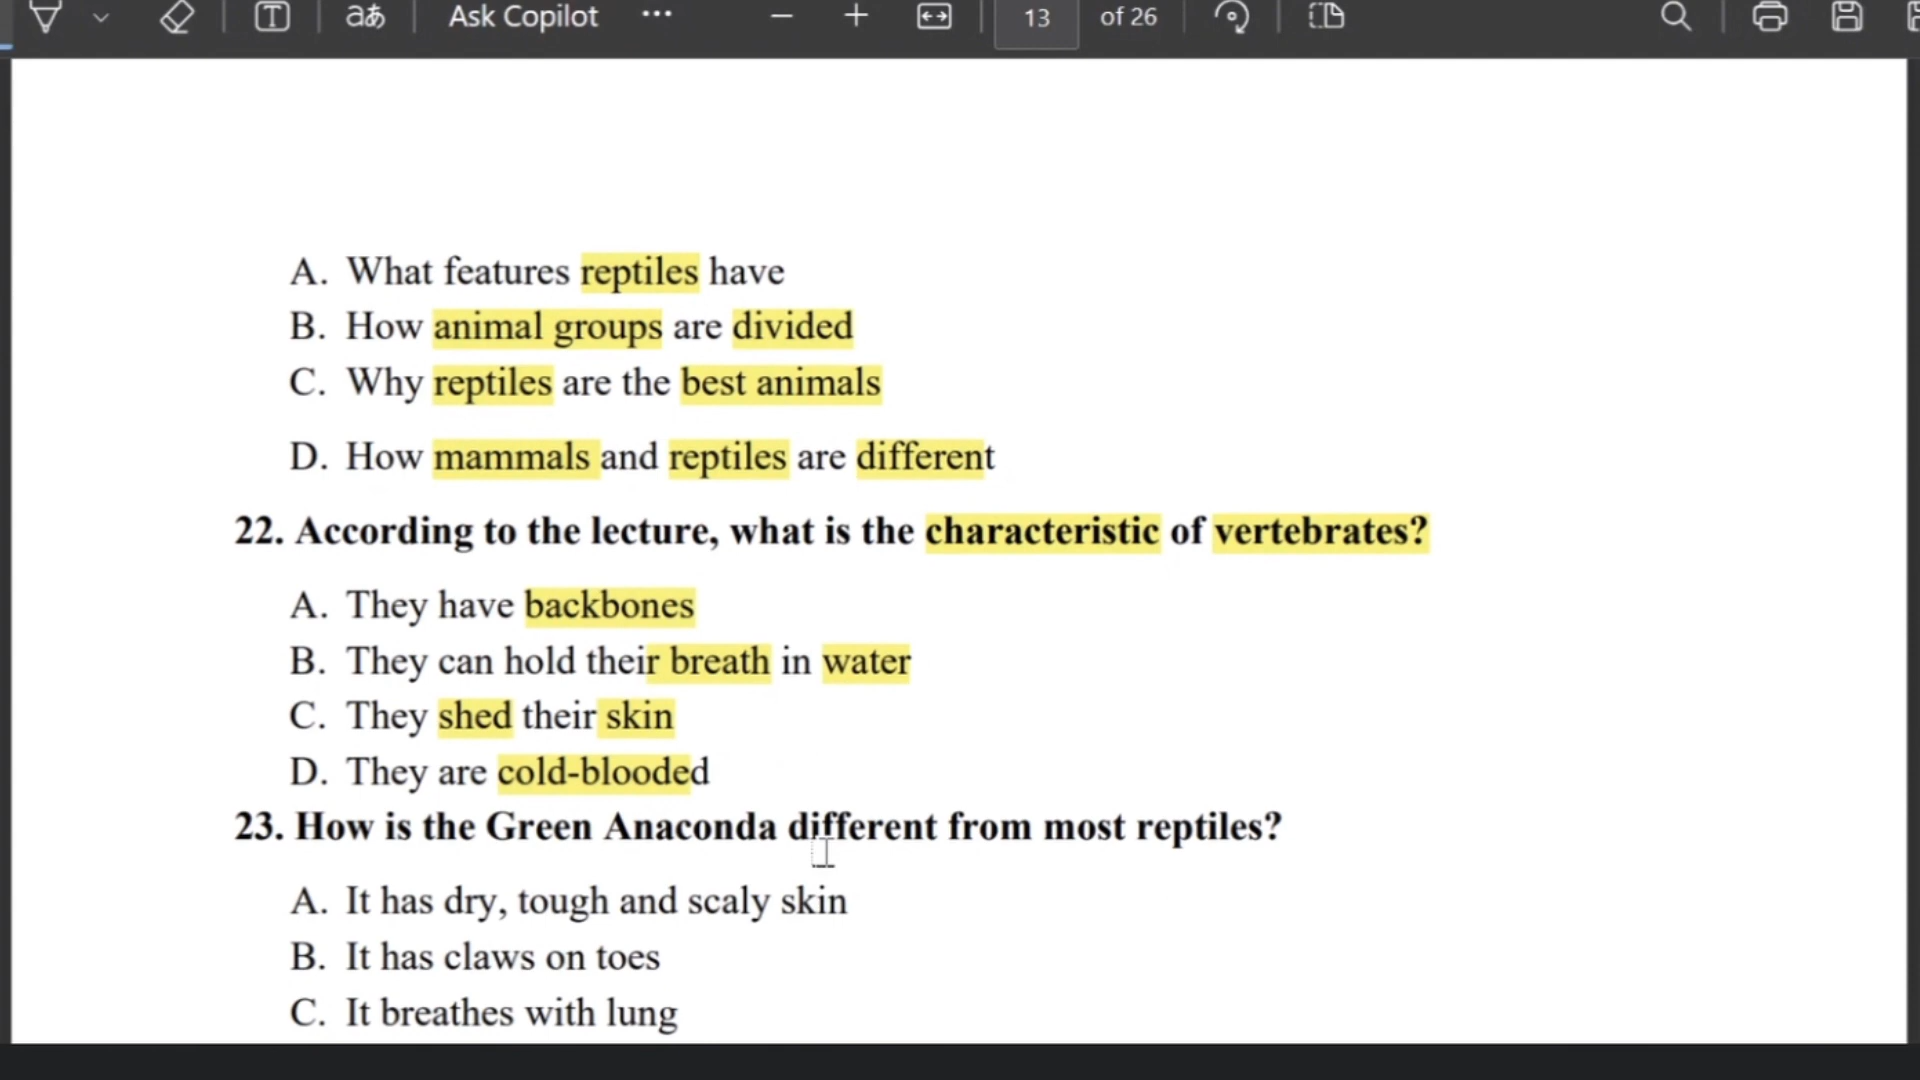 aあ Ask Copilot ... 13 of 26
A. What features reptiles have
B. How animal groups are divided
C. Why reptiles are the best animals
D. How mammals and reptiles are different
22. According to the lecture, what is the characteristic of vertebrates?
A. They have backbones
B. They can hold their breath in water
C. They shed their skin
D. They are cold-blooded
23. How is the Green Anaconda different from most reptiles?
A. It has dry, tough and scaly skin
B. It has claws on toes
C. It breathes with lung